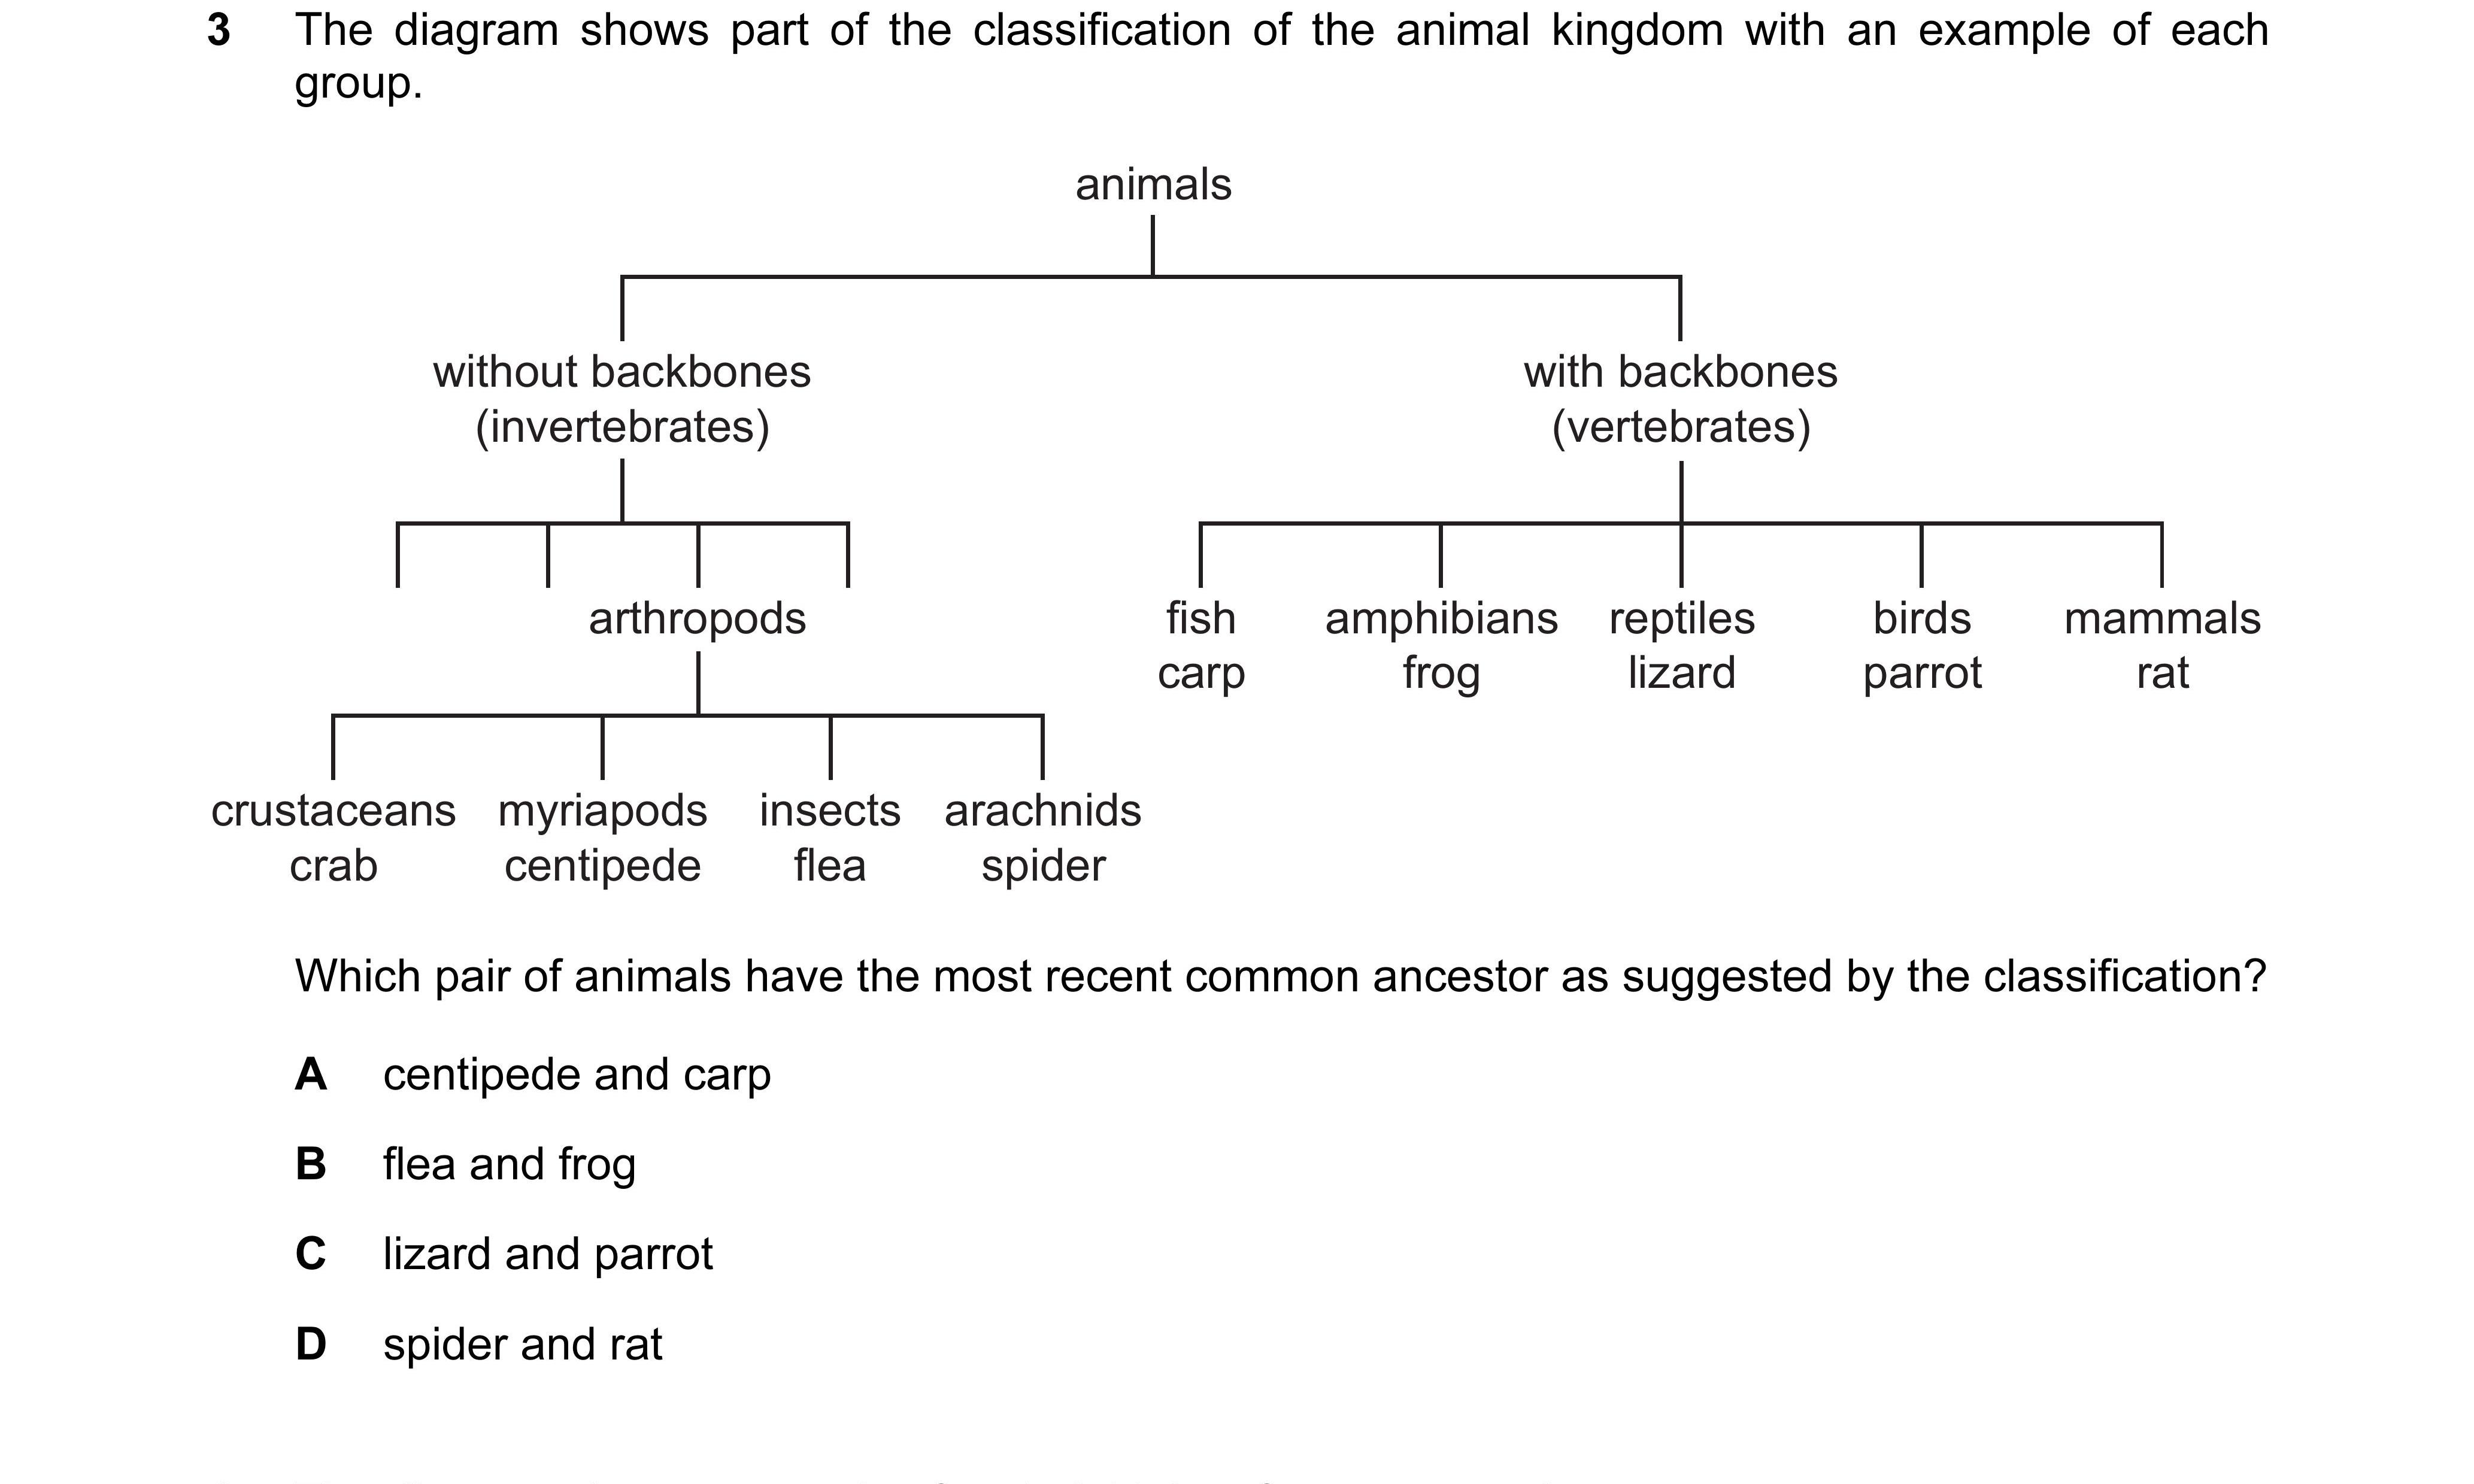 3 The diagram shows part of the classification of the animal kingdom with an example of each
group.
animals
without backbones
(invertebrates)
with backbones
(vertebrates)
arthropods
fish
carp
amphibians
frog
reptiles
lizard
birds
parrot
mammals
rat
crustaceans
crab
myriapods
centipede
insects
flea
arachnids
spider
Which pair of animals have the most recent common ancestor as suggested by the classification?
A centipede and carp
B flea and frog
C lizard and parrot
D spider and rat